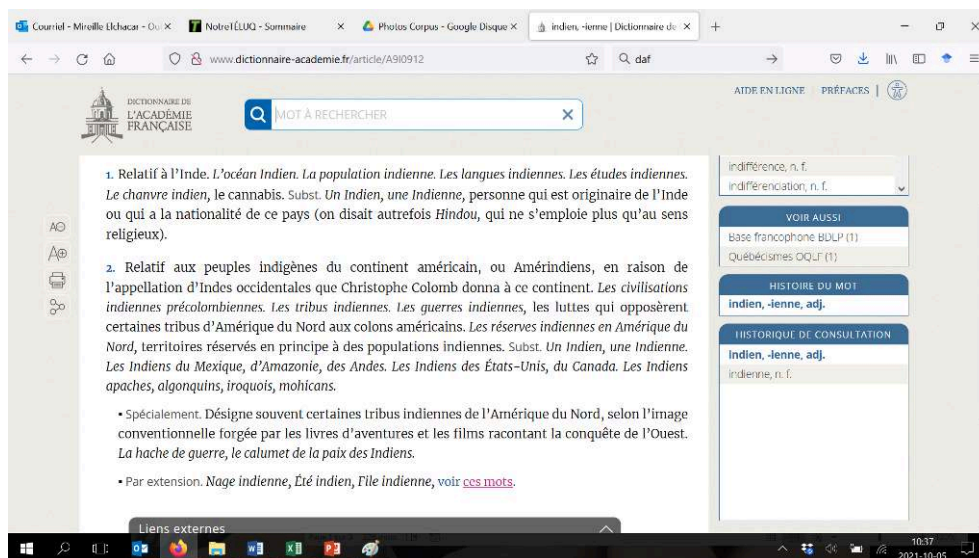 Courriel - Mireille Elchacar - Ou
NotreTÉLUQ - Sommaire
Photos Corpus - Google Disque
indien, -ienne | Dictionnaire de
www.dictionnaire-academie.fr/article/A9I0912
daf
DICTIONNAIRE DE
L'ACADÉMIE
FRANÇAISE
MOT À RECHERCHER
AIDE EN LIGNE PRÉFACES |
1. Relatif à l'Inde. L'océan Indien. La population indienne. Les langues indiennes. Les études indiennes.
Le chanvre indien, le cannabis. Subst. Un Indien, une Indienne, personne qui est originaire de l'Inde
ou qui a la nationalité de ce pays (on disait autrefois Hindou, qui ne s'emploie plus qu'au sens
religieux).
2. Relatif aux peuples indigènes du continent américain, ou Amérindiens, en raison de
l'appellation d'Indes occidentales que Christophe Colomb donna à ce continent. Les civilisations
indiennes précolombiennes. Les tribus indiennes. Les guerres indiennes, les luttes qui opposèrent
certaines tribus d'Amérique du Nord aux colons américains. Les réserves indiennes en Amérique du
Nord, territoires réservés en principe à des populations indiennes. Subst. Un Indien, une Indienne.
Les Indiens du Mexique, d'Amazonie, des Andes. Les Indiens des États-Unis, du Canada. Les Indiens
apaches, algonquins, iroquois, mohicans.
▪ Spécialement. Désigne souvent certaines tribus indiennes de l'Amérique du Nord, selon l'image
conventionnelle forgée par les livres d'aventures et les films racontant la conquête de l'Ouest.
La hache de guerre, le calumet de la paix des Indiens.
▪ Par extension. Nage indienne, Été indien, File indienne, voir ces mots.
Liens externes
indifférence, n. f.
indifférenciation, n. f.
VOIR AUSSI
Base francophone BDLP (1)
Québécismes OQLF (1)
HISTOIRE DU MOT
indien, -ienne, adj.
HISTORIQUE DE CONSULTATION
indien, -ienne, adj.
indienne, n. f.
10:37
2021-10-05